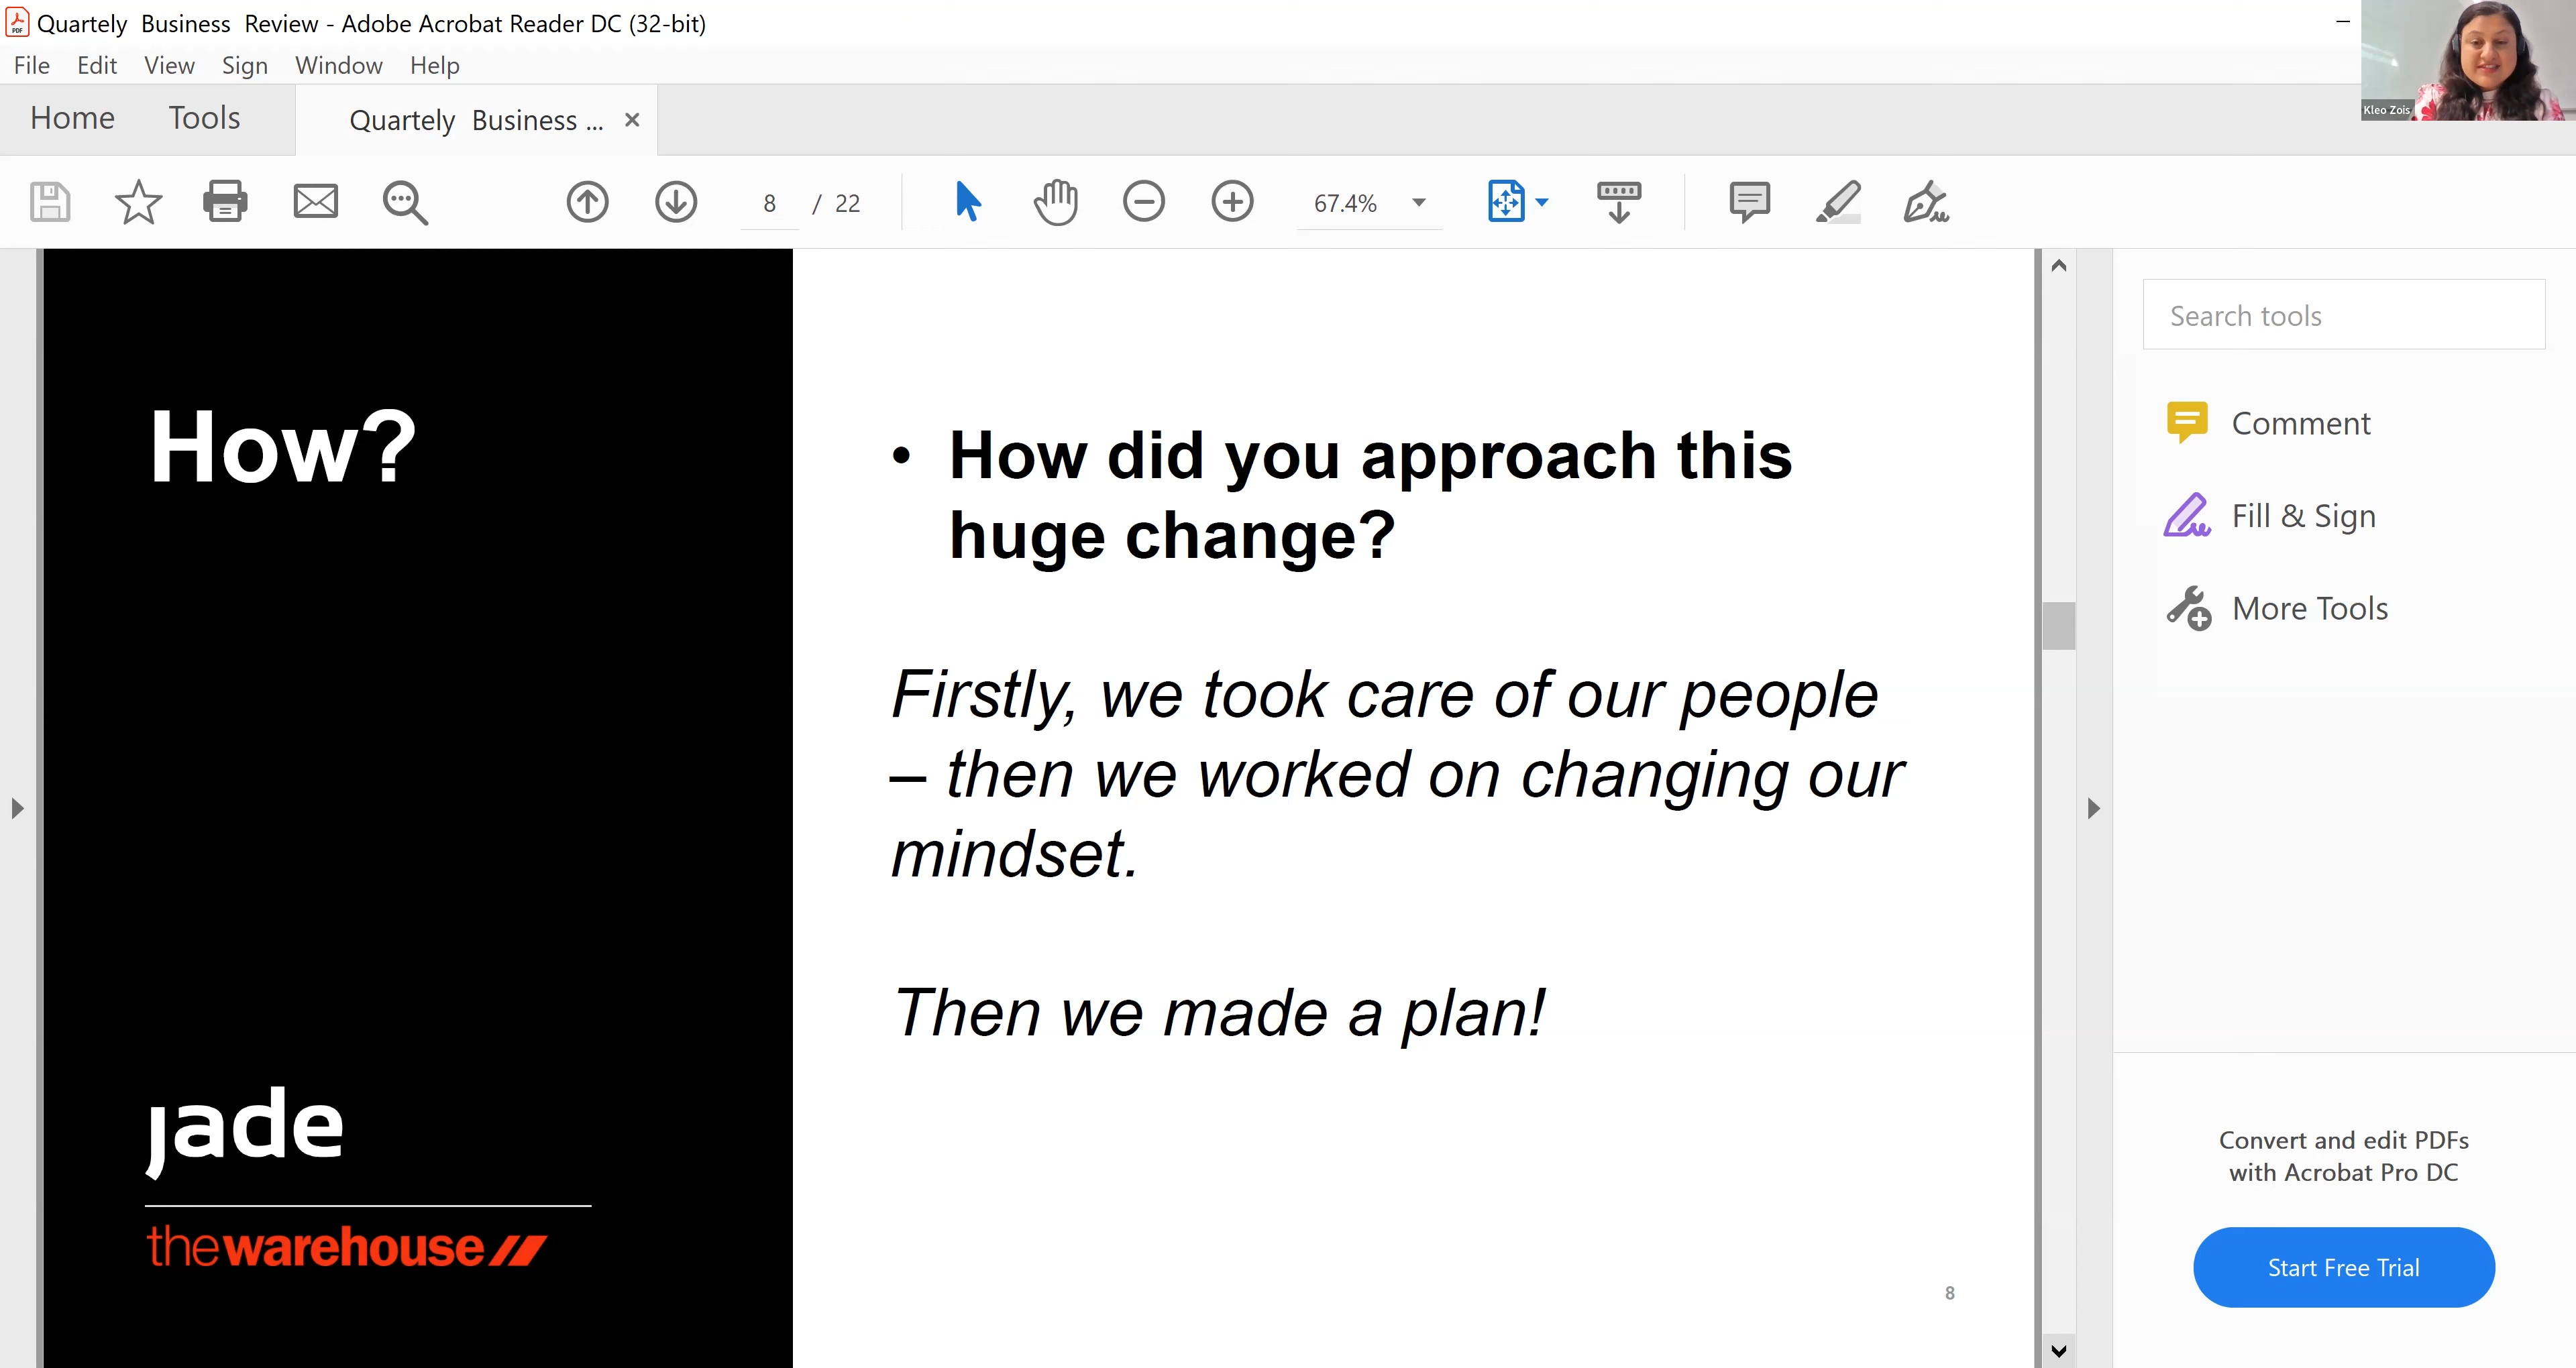 Quartely Business Review - Adobe Acrobat Reader DC (32-bit)
File Edit View Sign Window Help
Kleo Zois
Home Tools Quartely Business ...
8 / 22 67.4%
Search tools
Comment
Fill & Sign
More Tools
How?
• How did you approach this
huge change?
Firstly, we took care of our people
– then we worked on changing our
mindset.
Then we made a plan!
jade
thewarehouse
8
Convert and edit PDFs
with Acrobat Pro DC
Start Free Trial